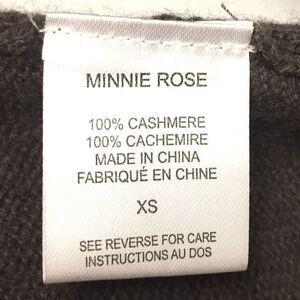 MINNIE ROSE
100% CASHMERE
100% CACHEMIRE
MADE IN CHINA
FABRIQUÉ EN CHINE
XS
SEE REVERSE FOR CARE
INSTRUCTIONS AU DOS